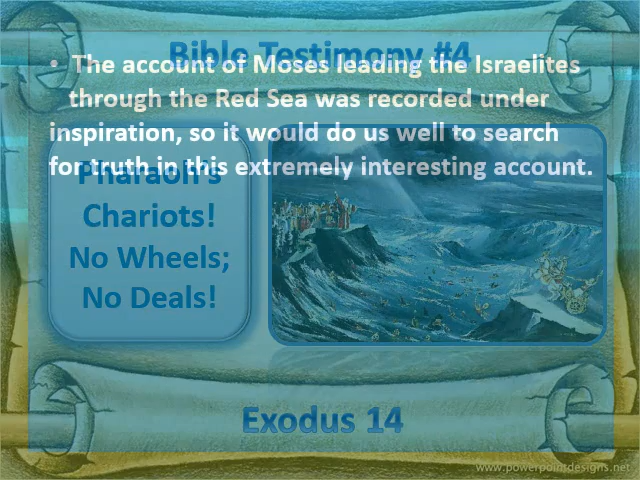 Bible Testimony #4
• The account of Moses leading the Israelites
through the Red Sea was recorded under
inspiration, so it would do us well to search
for truth in this extremely interesting account.
Pharaoh's
Chariots!
No Wheels;
No Deals!
Exodus 14
www.powerpointdesigns.net